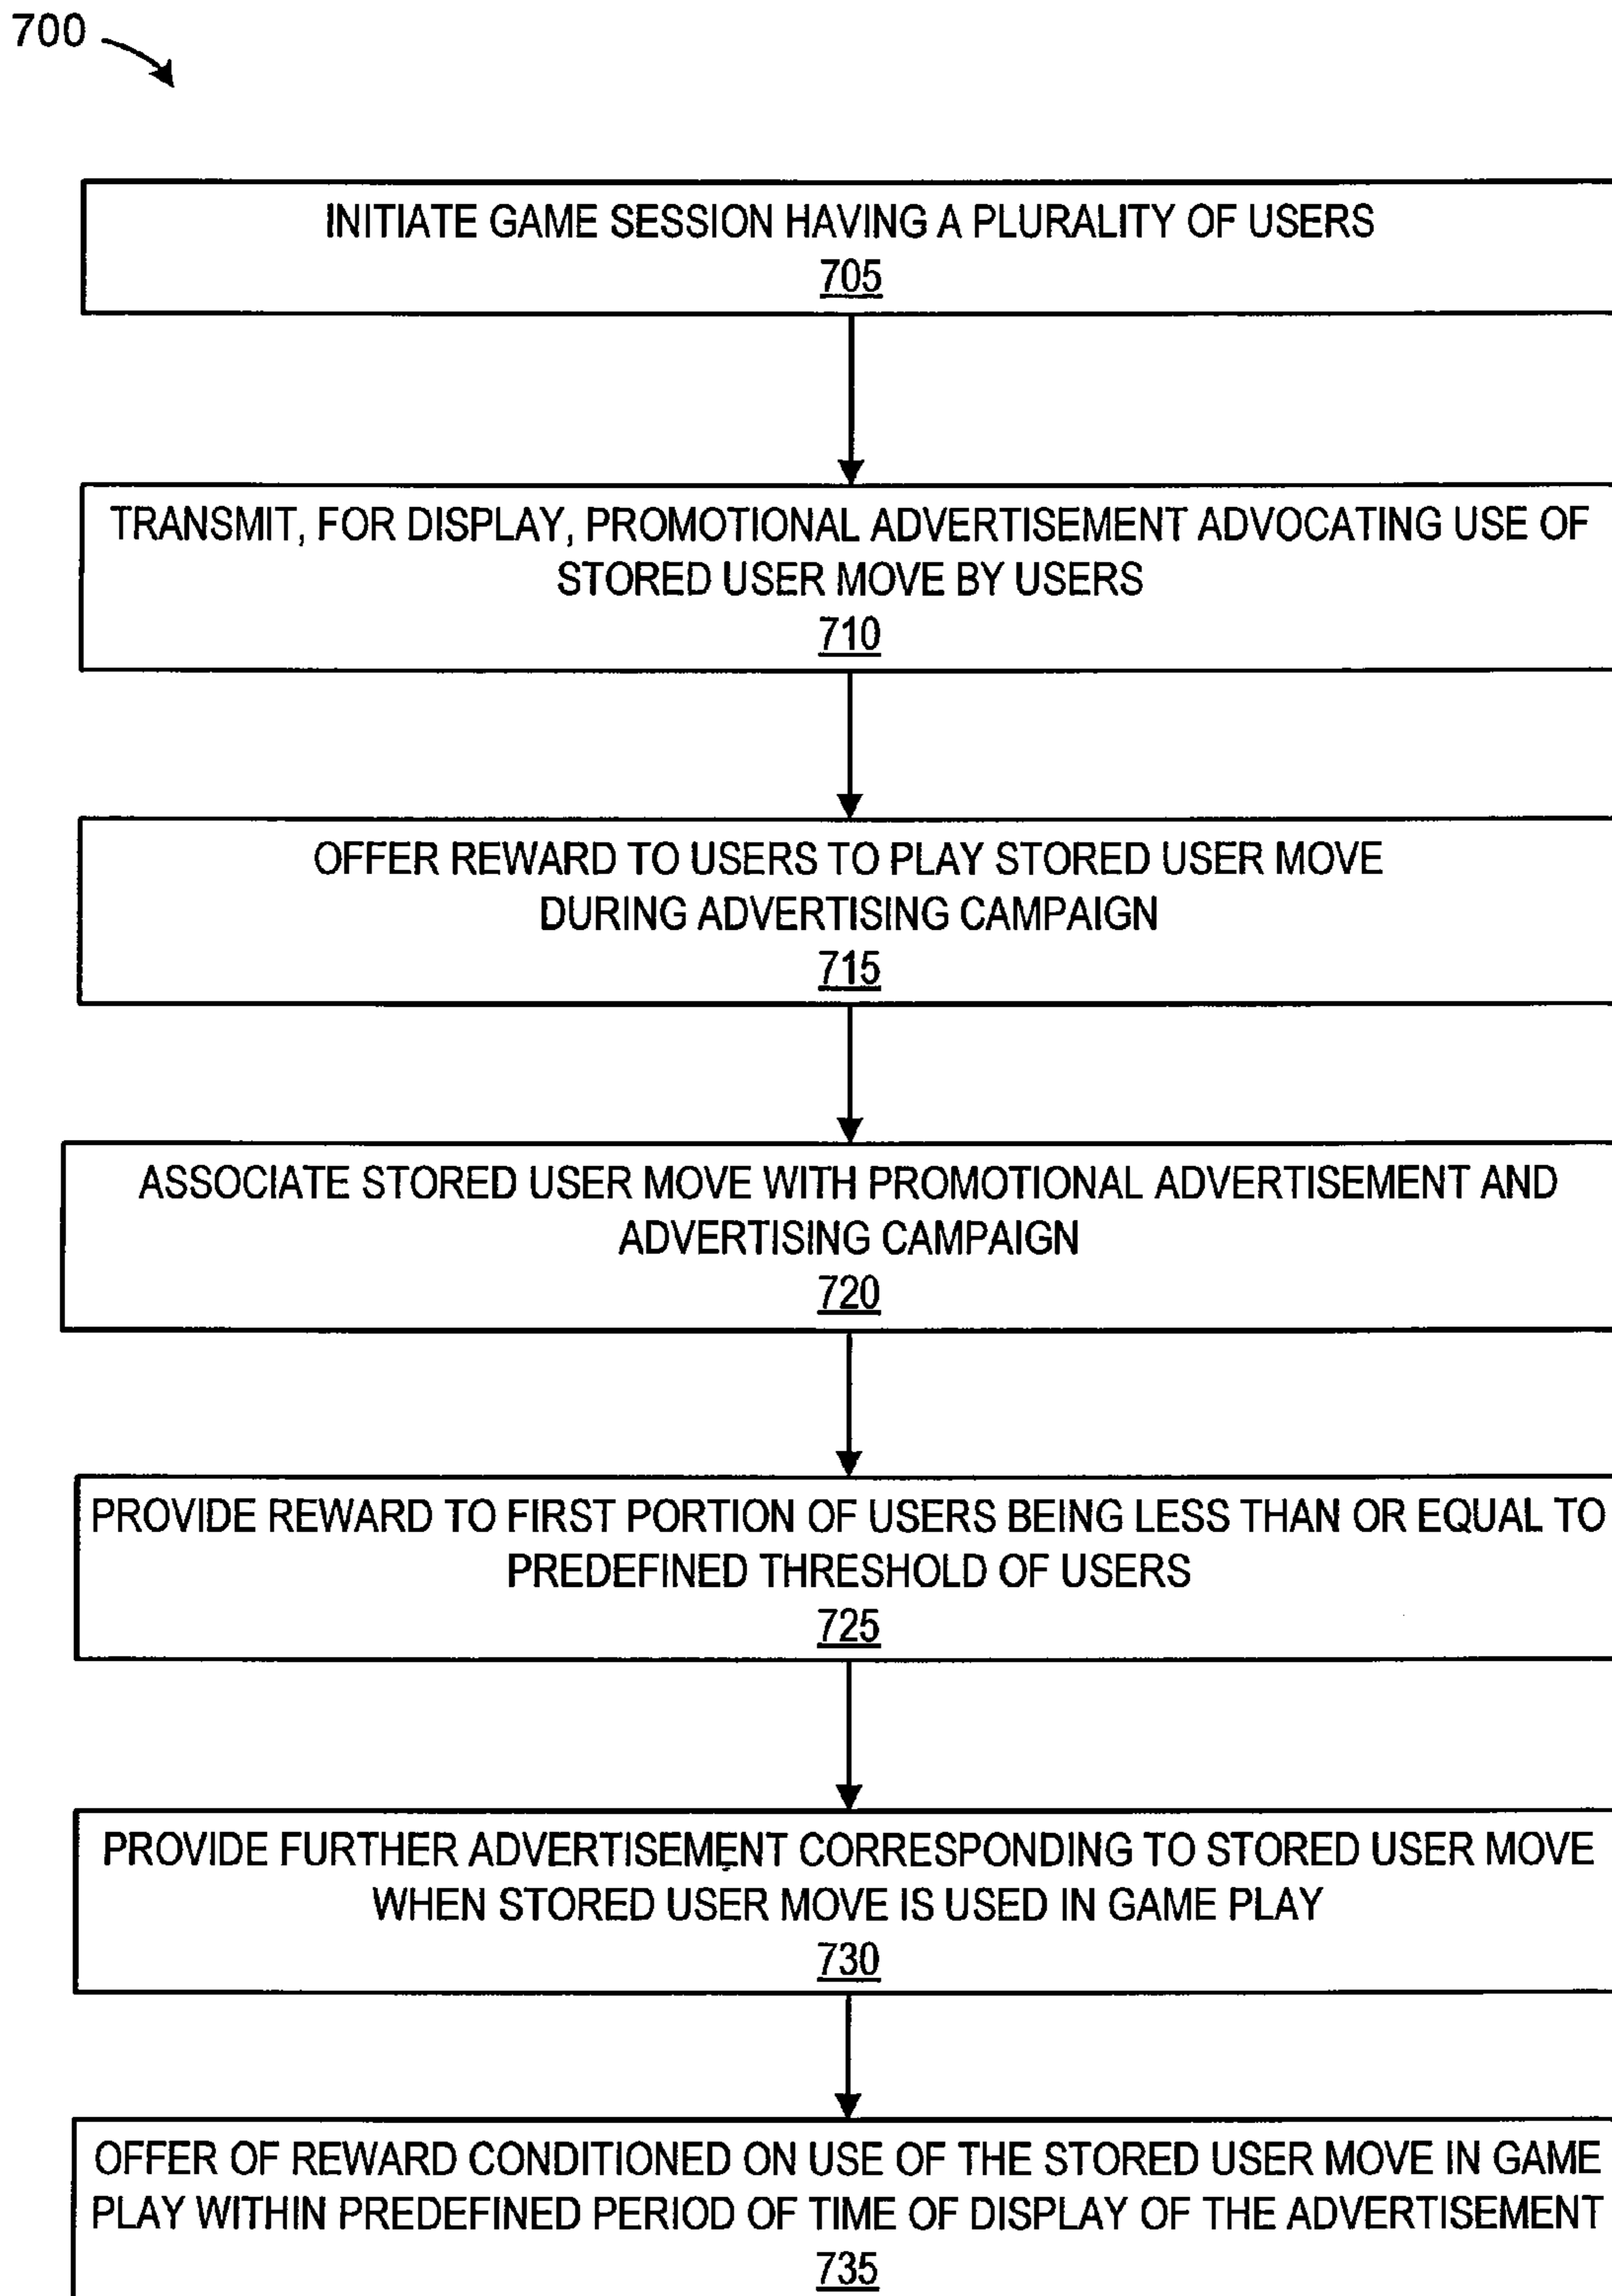 700
INITIATE GAME SESSION HAVING A PLURALITY OF USERS
705
TRANSMIT, FOR DISPLAY, PROMOTIONAL ADVERTISEMENT ADVOCATING USE OF
STORED USER MOVE BY USERS
710
OFFER REWARD TO USERS TO PLAY STORED USER MOVE
DURING ADVERTISING CAMPAIGN
715
ASSOCIATE STORED USER MOVE WITH PROMOTIONAL ADVERTISEMENT AND
ADVERTISING CAMPAIGN
720
PROVIDE REWARD TO FIRST PORTION OF USERS BEING LESS THAN OR EQUAL TO
PREDEFINED THRESHOLD OF USERS
725
PROVIDE FURTHER ADVERTISEMENT CORRESPONDING TO STORED USER MOVE
WHEN STORED USER MOVE IS USED IN GAME PLAY
730
OFFER OF REWARD CONDITIONED ON USE OF THE STORED USER MOVE IN GAME
PLAY WITHIN PREDEFINED PERIOD OF TIME OF DISPLAY OF THE ADVERTISEMENT
735